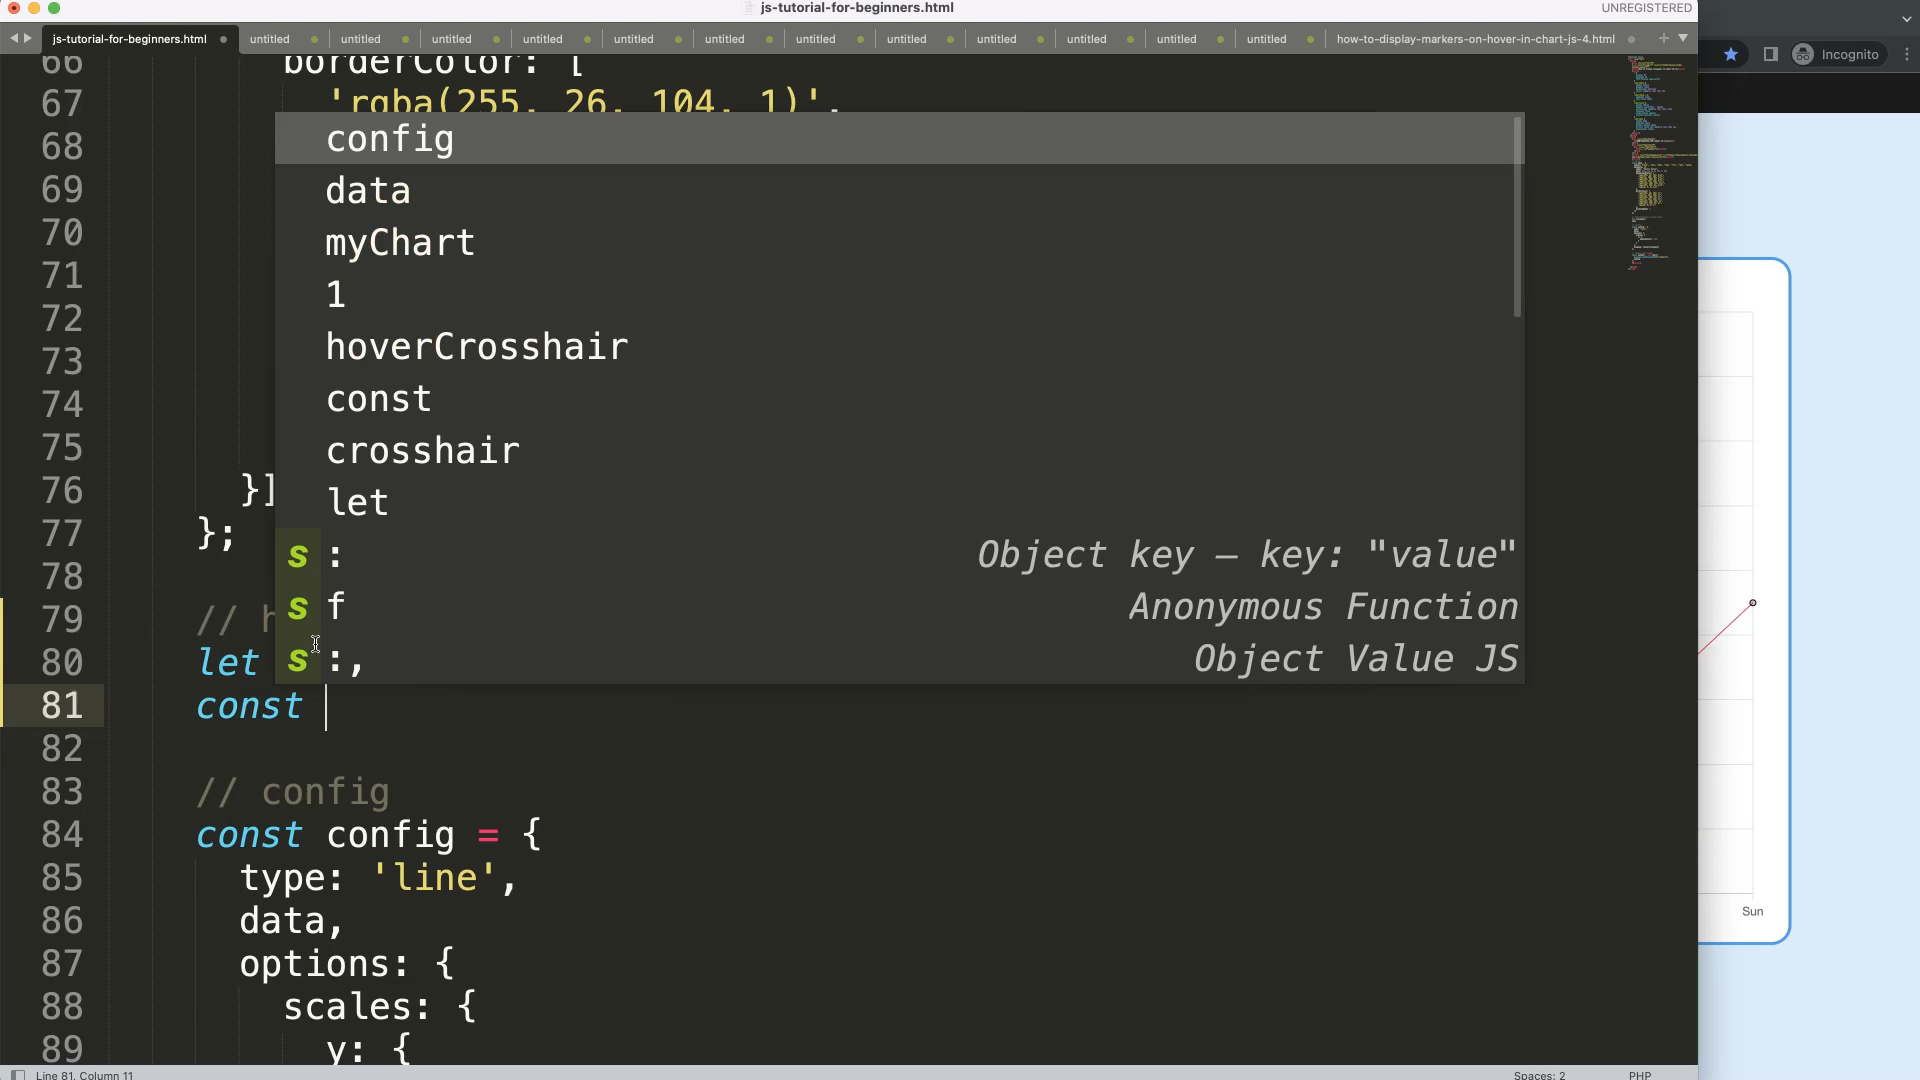 js-tutorial-for-beginners.html
UNREGISTERED
js-tutorial-for-beginners.html untitled untitled untitled untitled untitled untitled untitled untitled untitled untitled untitled untitled how-to-display-markers-on-hover-in-chart-js-4.html
Incognito
66 borderColor: [
67 'rgba(255, 26, 104, 1)',
68 config
69 data
70 myChart
71 1
72 hoverCrosshair
73 const
74 crosshair
75 let
76 }]
s : Object key – key: "value"
77 };
78 s f Anonymous Function
79 // h
80 let
s :, Object Value JS
81 const
82
83 // config
84 const config = {
85 type: 'line',
86 data,
87 options: {
88 scales: {
89 y: {
Sun
Line 81, Column 11
Spaces: 2
PHP